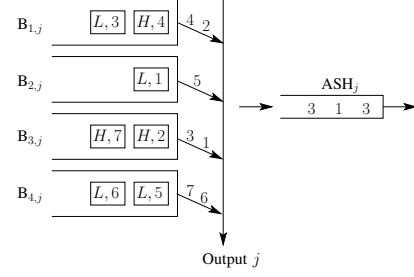 B₁,ⱼ L, 3 H, 4 4 2
B₂,ⱼ L, 1 5
ASHⱼ
3 1 3
B₃,ⱼ H, 7 H, 2 3 1
B₄,ⱼ L, 6 L, 5 7 6
Output j